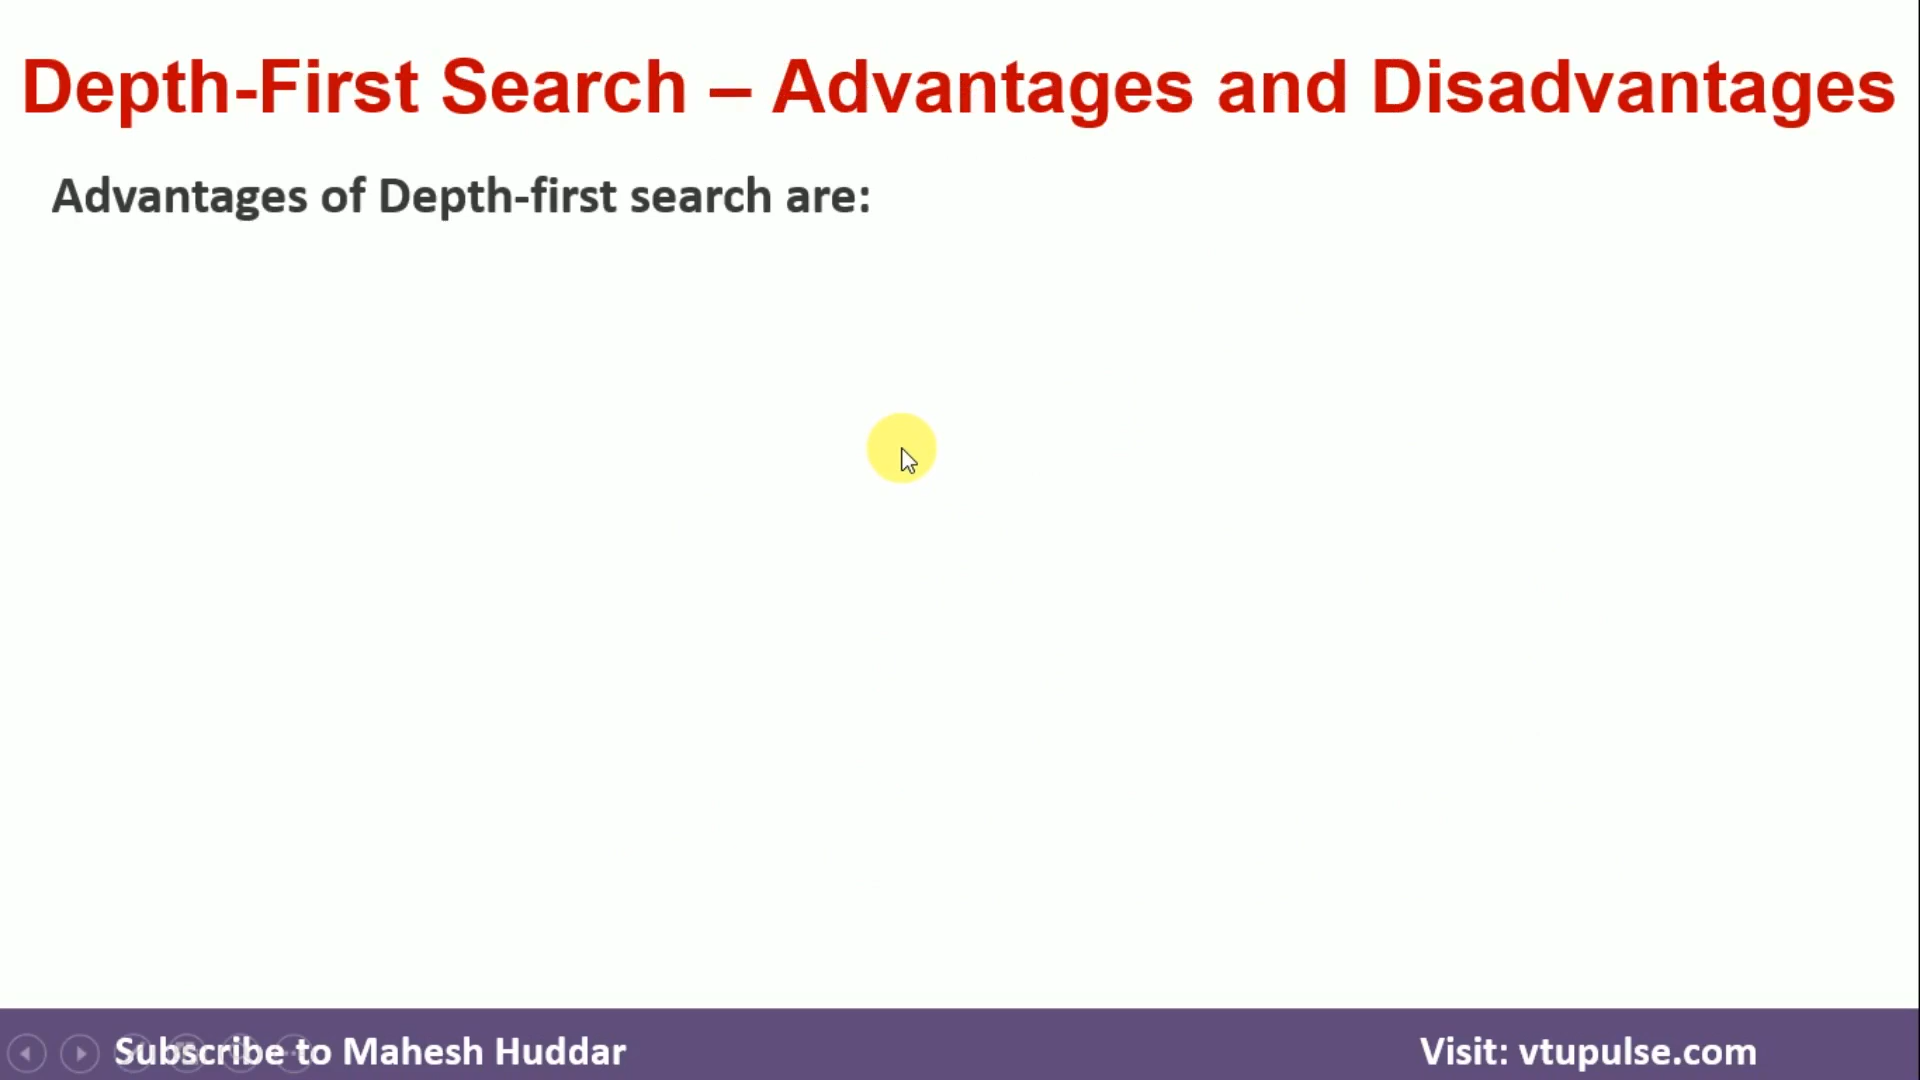 Depth-First Search – Advantages and Disadvantages
Advantages of Depth-first search are:
Subscribe to Mahesh Huddar
Visit: vtupulse.com